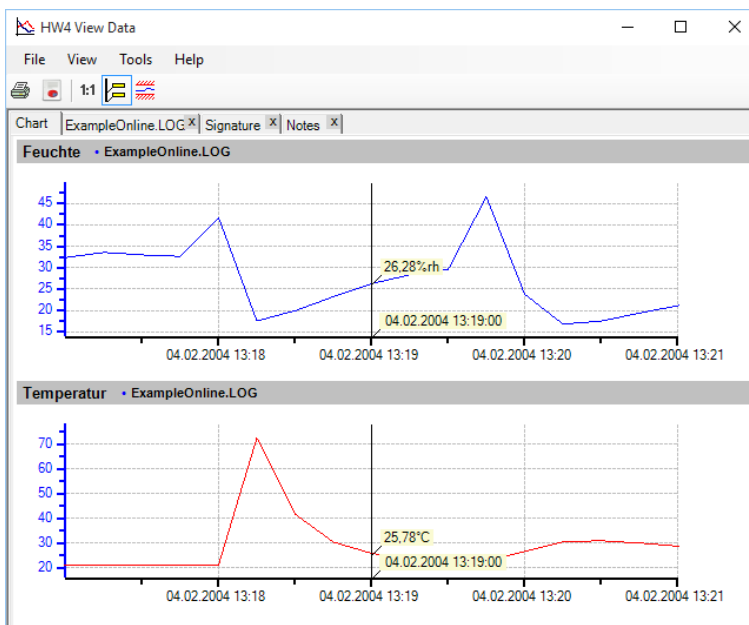 HW4 View Data
File View Tools Help
1:1
Chart ExampleOnline.LOG x Signature x Notes x
Feuchte • ExampleOnline.LOG
45
40
35
30
25
20
15
26,28%rh
04.02.2004 13:19:00
04.02.2004 13:18 04.02.2004 13:19 04.02.2004 13:20 04.02.2004 13:21
Temperatur • ExampleOnline.LOG
70
60
50
40
30
20
25,78°C
04.02.2004 13:19:00
04.02.2004 13:18 04.02.2004 13:19 04.02.2004 13:20 04.02.2004 13:21